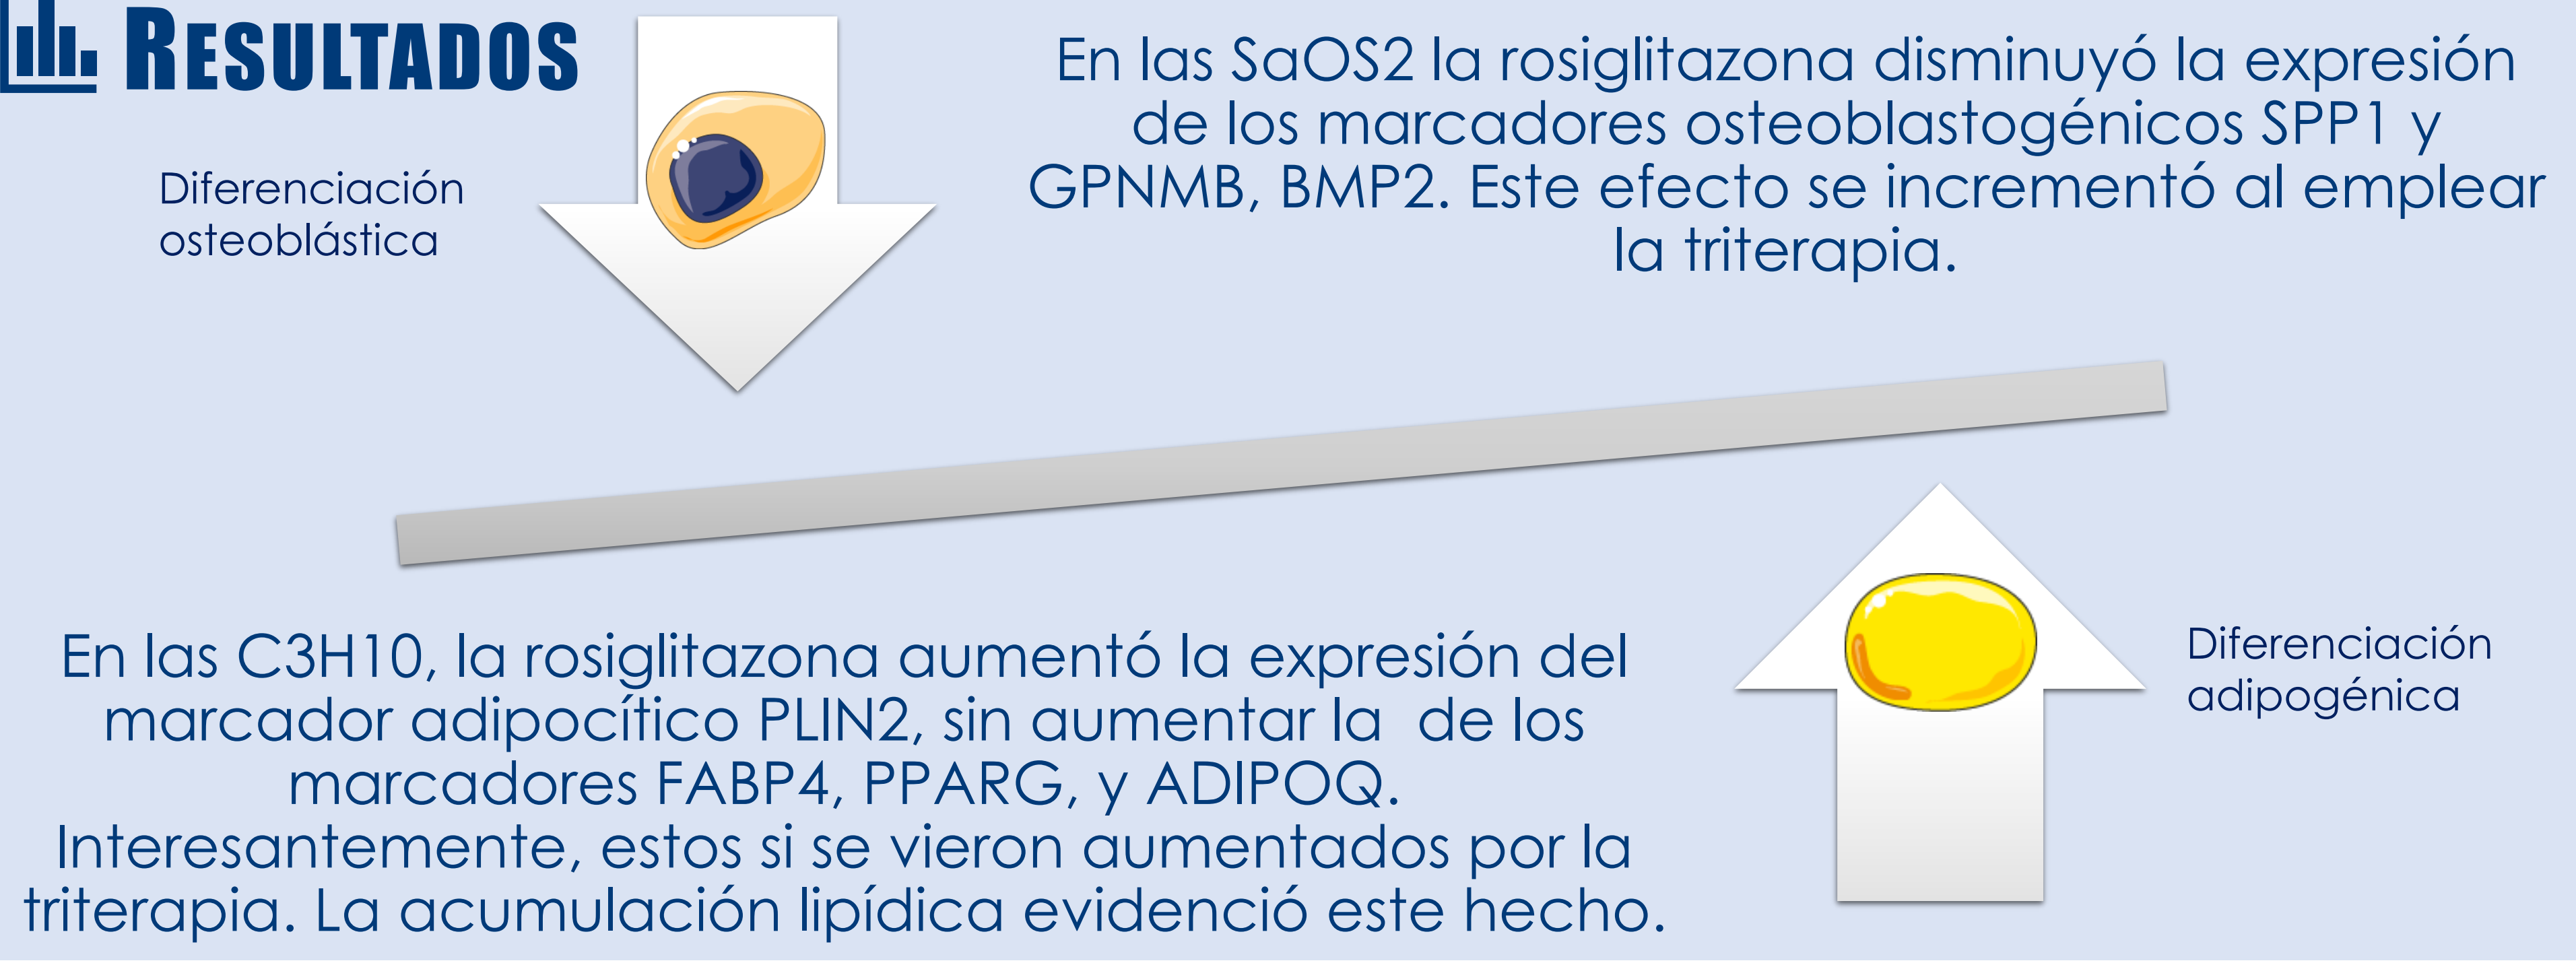 RESULTADOS
Diferenciación
osteoblástica
En las SaOS2 la rosiglitazona disminuyó la expresión
de los marcadores osteoblastogénicos SPP1 y
GPNMB, BMP2. Este efecto se incrementó al emplear
la triterapia.
En las C3H10, la rosiglitazona aumentó la expresión del
marcador adipocítico PLIN2, sin aumentar la  de los
marcadores FABP4, PPARG, y ADIPOQ.
Interesantemente, estos si se vieron aumentados por la
triterapia. La acumulación lipídica evidenció este hecho.
Diferenciación
adipogénica